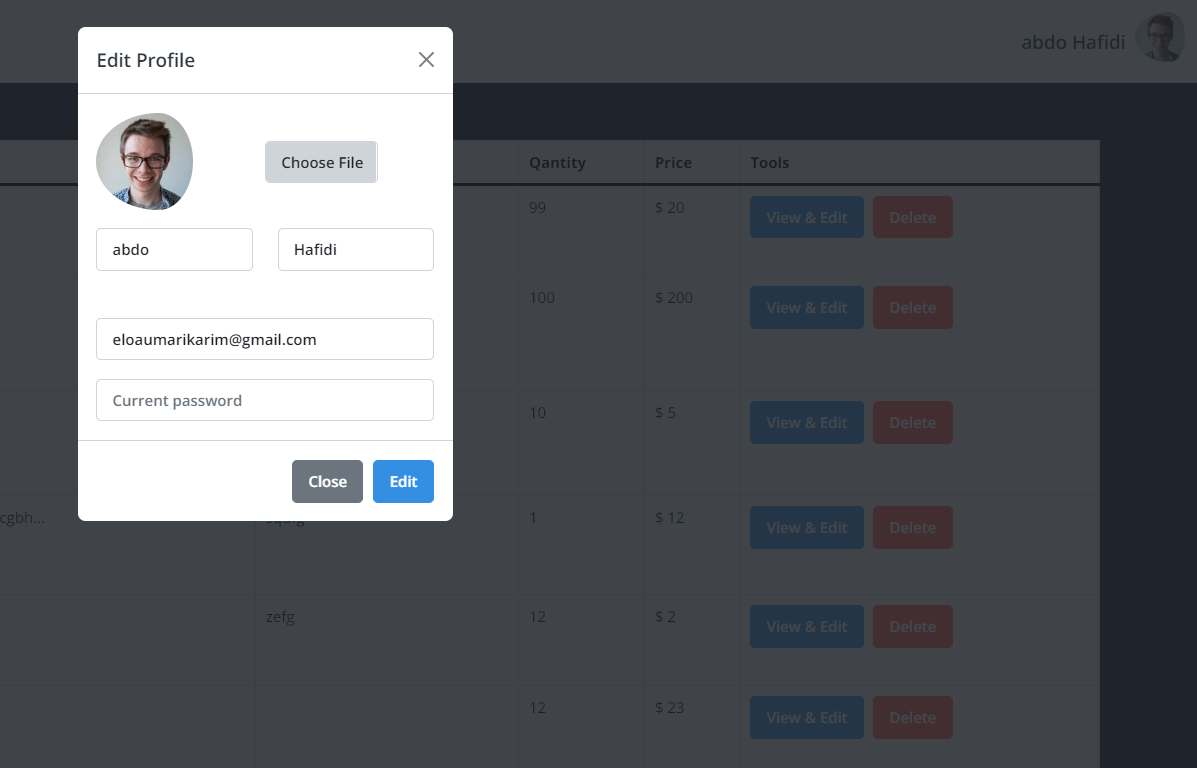 abdo Hafidi
Edit Profile
Choose File
abdo
Hafidi
eloaumarikarim@gmail.com
Current password
Close
Edit
Qantity Price Tools
99 $ 20 View & Edit Delete
100 $ 200 View & Edit Delete
10 $ 5 View & Edit Delete
cgbh... 1 $ 12 View & Edit Delete
zefg 12 $ 2 View & Edit Delete
12 $ 23 View & Edit Delete